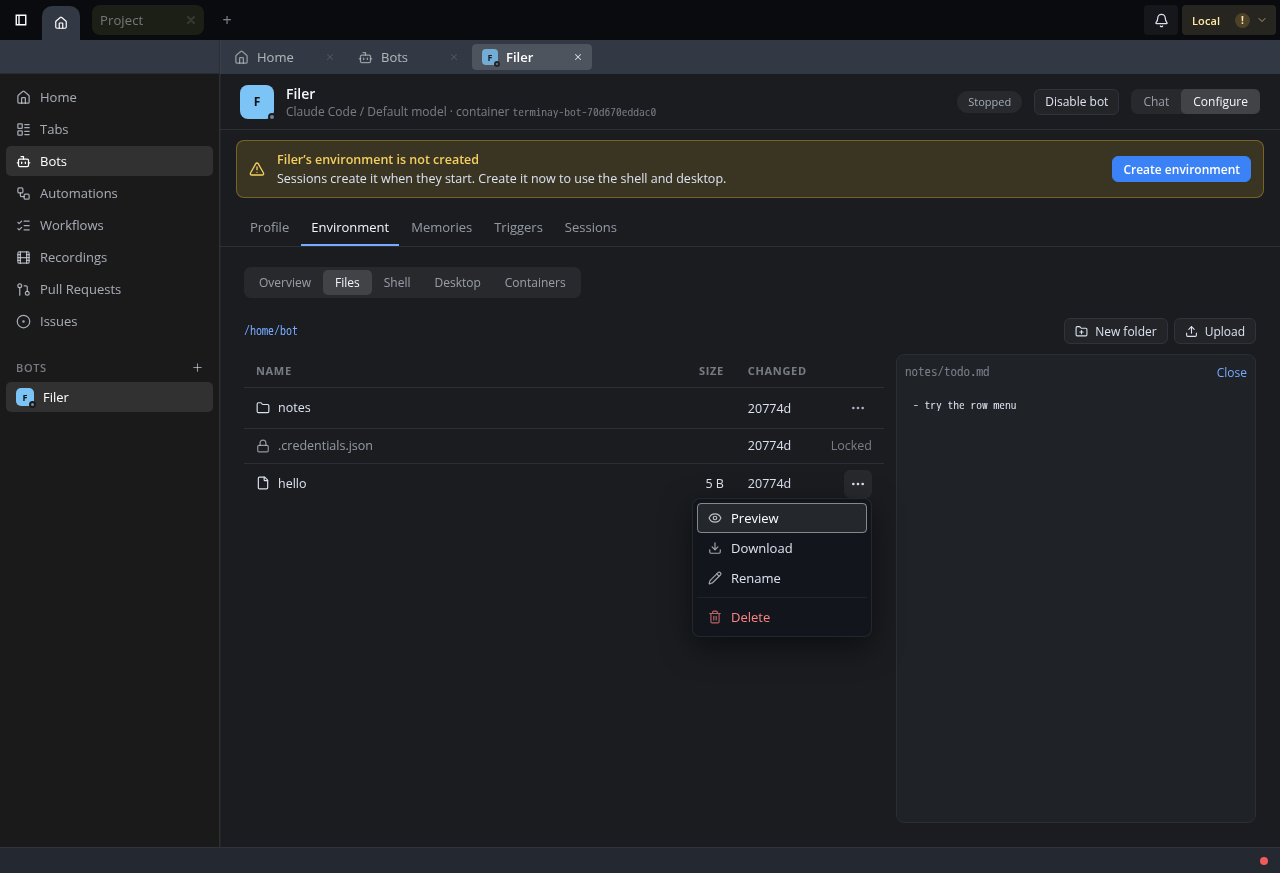 Project
+
Local !
Home
Bots
F Filer
Home
Tabs
Bots
Automations
Workflows
Recordings
Pull Requests
Issues
BOTS +
F Filer
F
Filer
Claude Code / Default model · container terminay-bot-70d670eddac0
Stopped
Disable bot
Chat
Configure
Filer’s environment is not created
Sessions create it when they start. Create it now to use the shell and desktop.
Create environment
Profile
Environment
Memories
Triggers
Sessions
Overview
Files
Shell
Desktop
Containers
/home/bot
New folder
Upload
NAME SIZE CHANGED
notes 20774d
.credentials.json 20774d Locked
hello 5 B 20774d
Preview
Download
Rename
Delete
notes/todo.md Close
- try the row menu